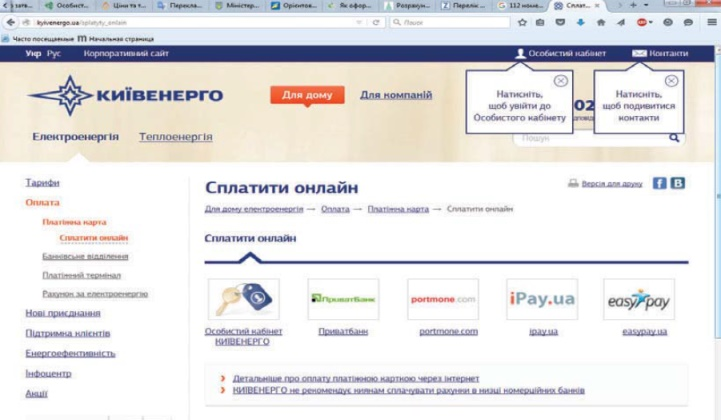 Особист...
Ціни та т...
Перекла...
Міністер...
Орієнтов...
Як офор...
Розрахун...
Перелік ...
112 номе...
Сплат...
kyivenergo.ua/splatyty_onlain
Пошук
Часто посещаемые
Начальная страница
Укр Рус Корпоративний сайт
Особистий кабінет
Контакти
КИЇВЕНЕРГО
Для дому
Для компаній
Натисніть,
щоб увійти до
Особистого кабінету
02
Натисніть,
щоб подивитися
контакти
Електроенергія Теплоенергія
Пошук
Тарифи
Оплата
Платіжна карта
Сплатити онлайн
Банківське відділення
Платіжний термінал
Рахунок за електроенергію
Нові приєднання
Підтримка клієнтів
Енергоефективність
Інфоцентр
Акції
Сплатити онлайн
Версія для друку
Для дому електроенергія — Оплата — Платіжна карта — Сплатити онлайн
Сплатити онлайн
ПриватБанк
portmone.com
iPay.ua
easypay
Особистий кабінет
КИЇВЕНЕРГО
Приватбанк
portmone.com
ipay.ua
easypay.ua
Детальніше про оплату платіжною карткою через інтернет
КИЇВЕНЕРГО не рекомендує киянам сплачувати рахунки в низці комерційних банків